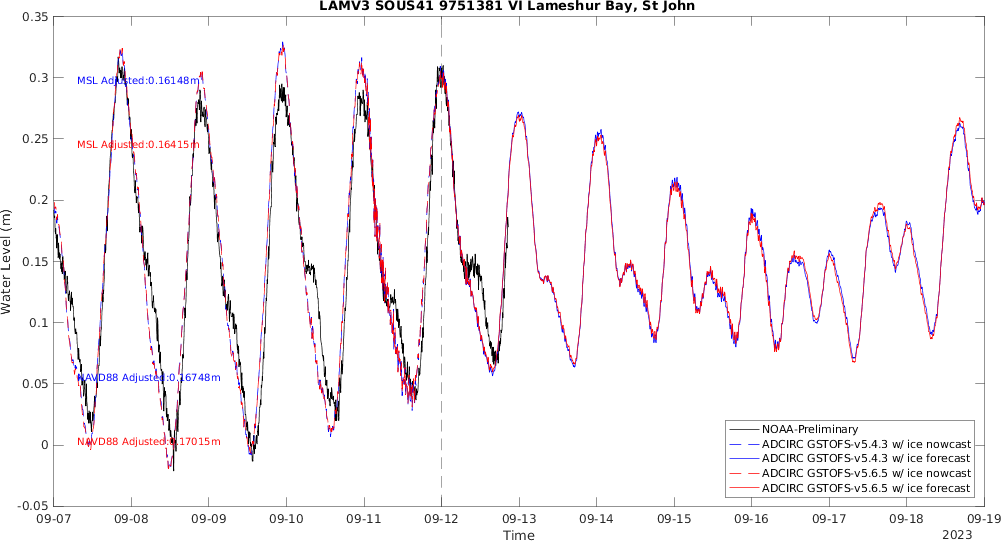 LAMV3 SOUS41 9751381 VI Lameshur Bay, St John
0.35
0.3
0.25
0.2
0.15
0.1
0.05
0
-0.05
Water Level (m)
MSL Adjusted:0.16148m
MSL Adjusted:0.16415m
NAVD88 Adjusted:0.16748m
NAVD88 Adjusted:0.17015m
NOAA-Preliminary
ADCIRC GSTOFS-v5.4.3 w/ ice nowcast
ADCIRC GSTOFS-v5.4.3 w/ ice forecast
ADCIRC GSTOFS-v5.6.5 w/ ice nowcast
ADCIRC GSTOFS-v5.6.5 w/ ice forecast
09-07 09-08 09-09 09-10 09-11 09-12 09-13 09-14 09-15 09-16 09-17 09-18 09-19
Time
2023